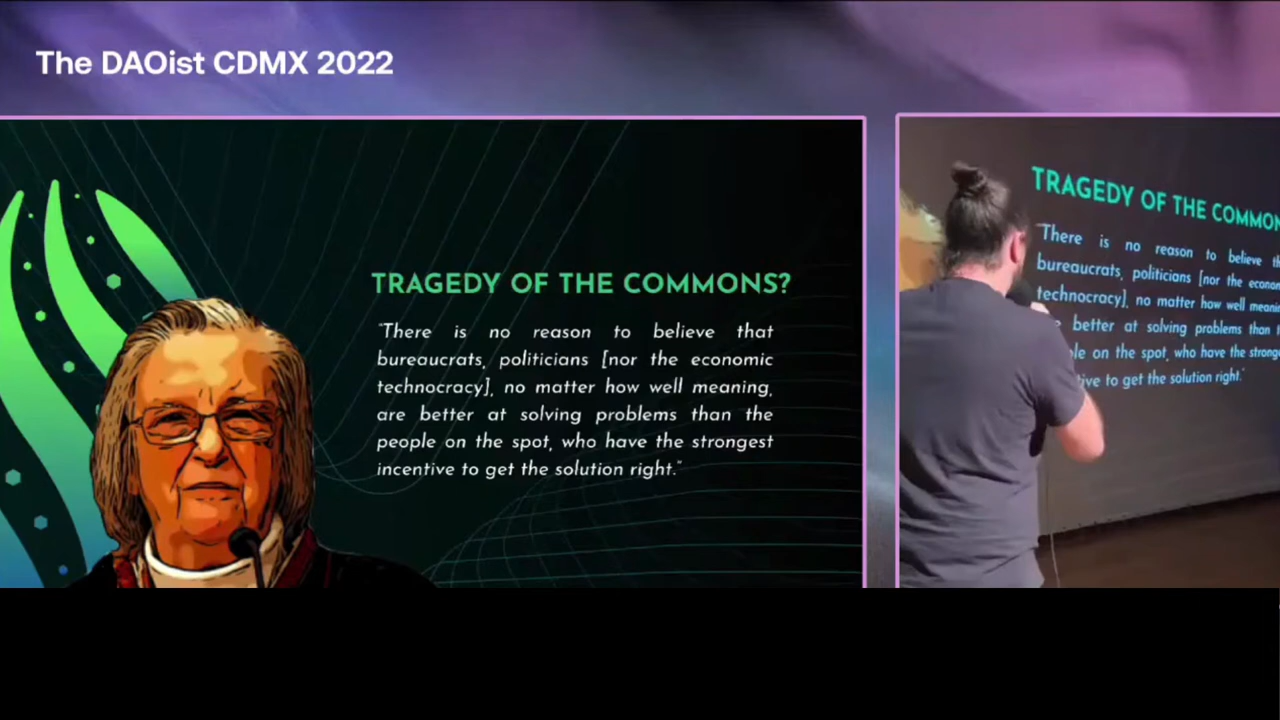 The DAOist CDMX 2022
TRAGEDY OF THE COMMONS?
"There is no reason to believe that
bureaucrats, politicians [nor the economic
technocracy], no matter how well meaning,
are better at solving problems than the
people on the spot, who have the strongest
incentive to get the solution right."
TRAGEDY OF THE COMMON
"There is no reason to believe
bureaucrats, politicians [nor the
technocracy], no matter how well
better at solving problems than
on the spot, who have the
to get the solution right."